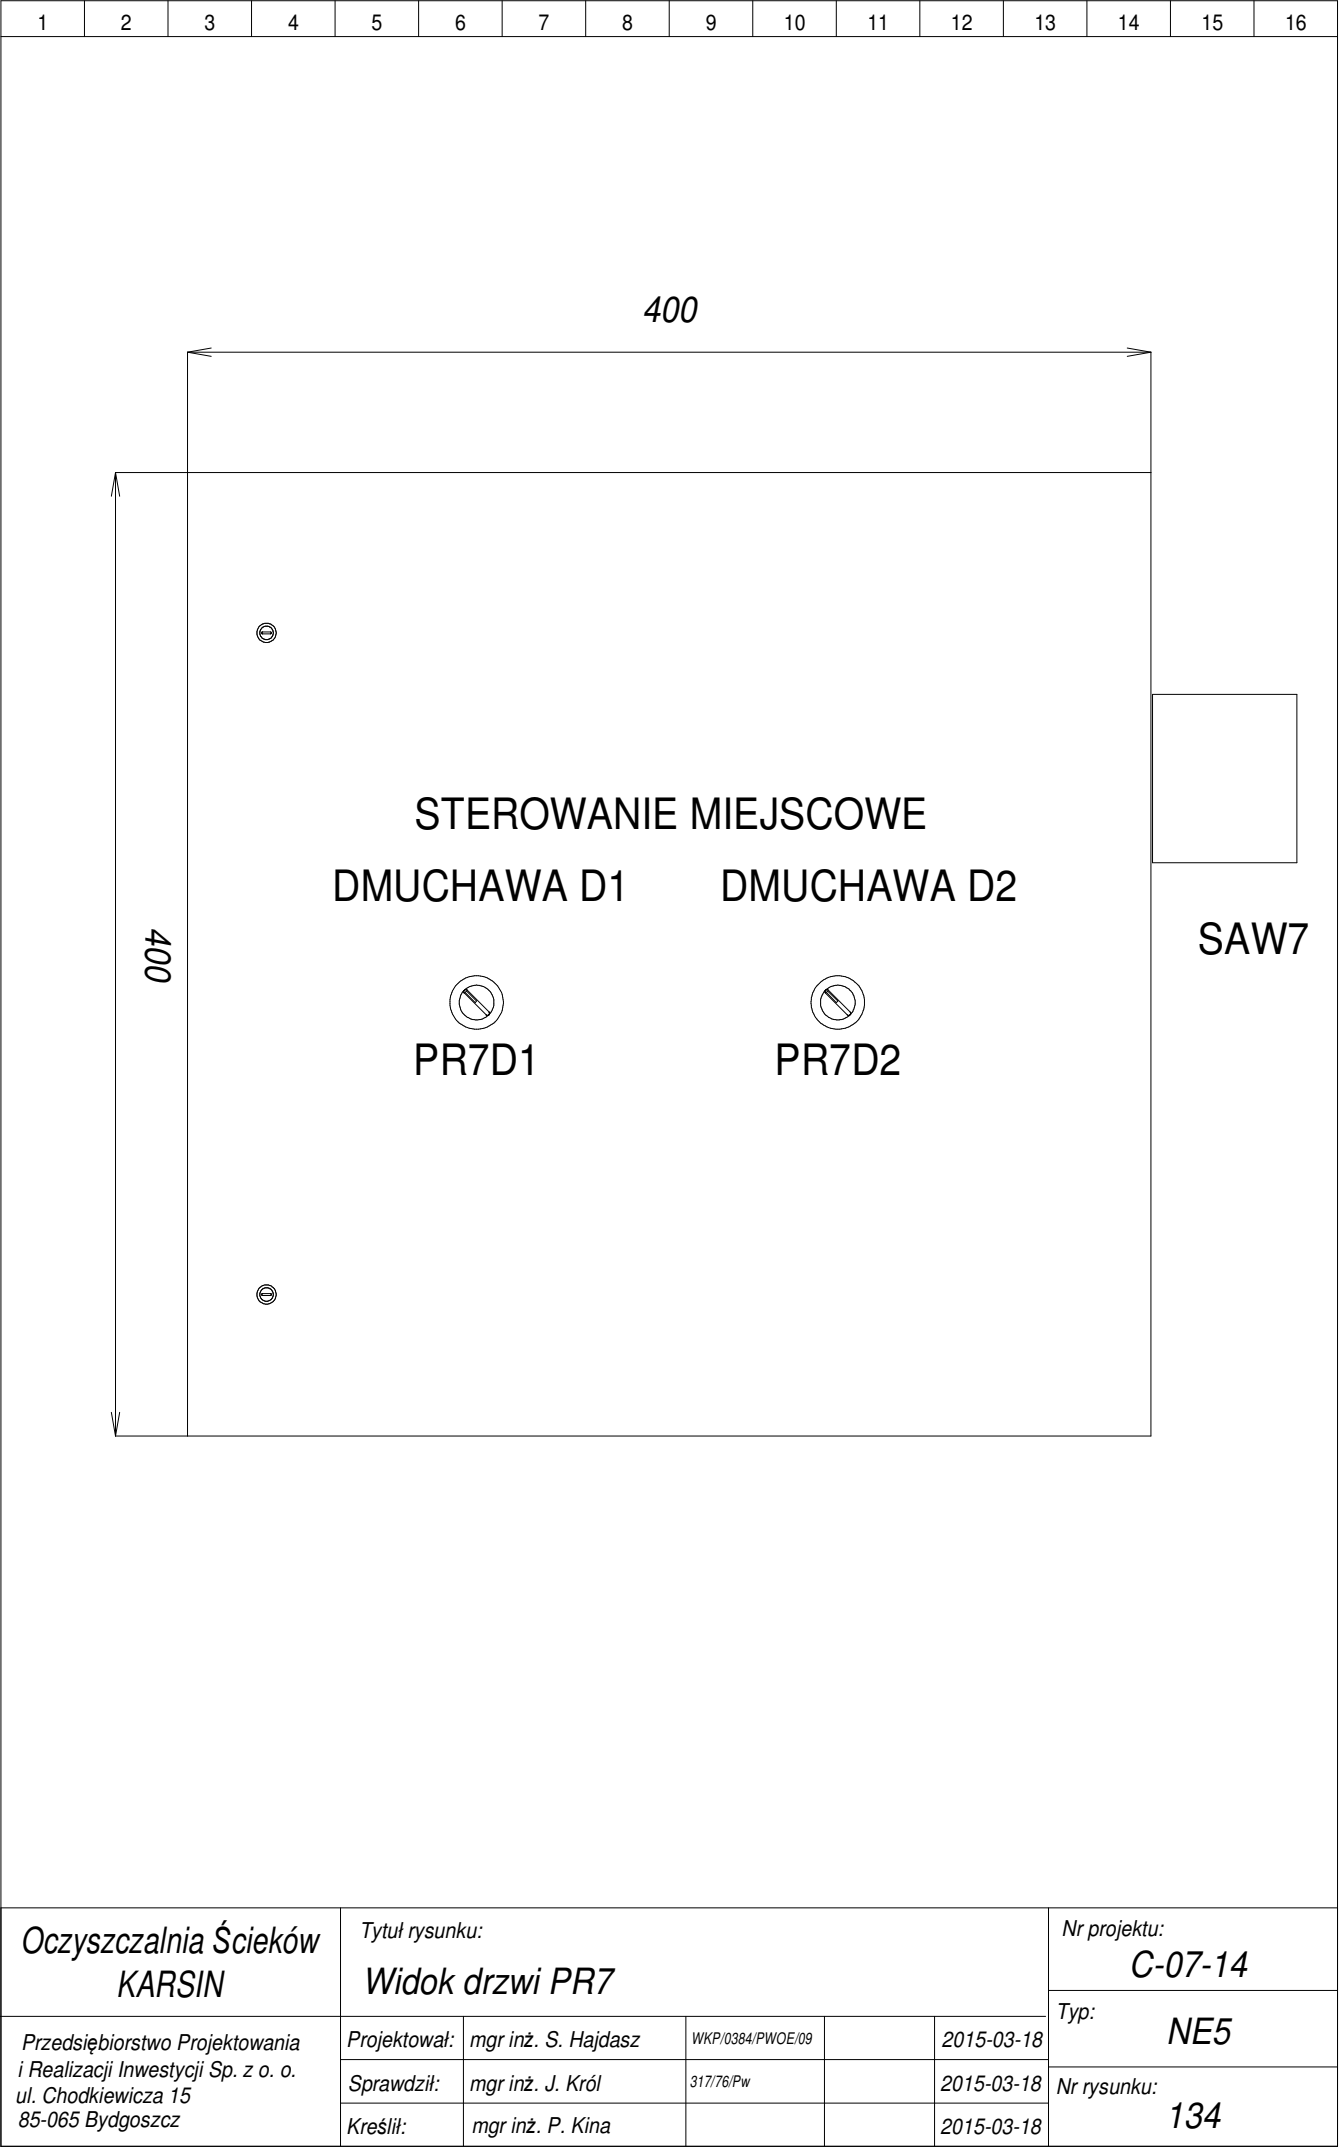 1 2 3 4 5 6 7 8 9 10 11 12 13 14 15 16
400
STEROWANIE MIEJSCOWE
DMUCHAWA D1 DMUCHAWA D2
SAW7
400
PR7D1 PR7D2
Oczyszczalnia Ścieków
KARSIN
Przedsiębiorstwo Projektowania
i Realizacji Inwestycji Sp. z o. o.
ul. Chodkiewicza 15
85-065 Bydgoszcz
Tytuł rysunku:
Widok drzwi PR7
Projektował: mgr inż. S. Hajdasz WKP/0384/PWOE/09 2015-03-18
Sprawdził: mgr inż. J. Król 317/76/Pw 2015-03-18
Kreślił: mgr inż. P. Kina 2015-03-18
Nr projektu:
C-07-14
Typ:
NE5
Nr rysunku:
134